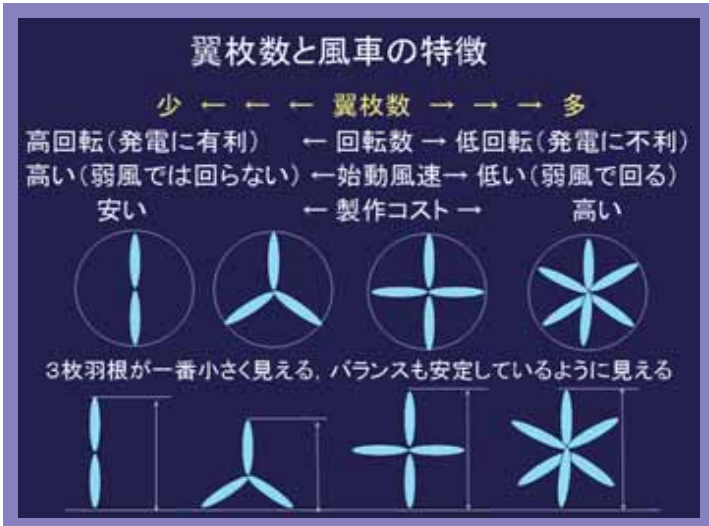 翼枚数と風車の特徴
少 ← ← ← 翼枚数 → → → 多
高回転(発電に有利) ← 回転数 → 低回転(発電に不利)
高い(弱風では回らない) ←始動風速→ 低い(弱風で回る)
安い ← 製作コスト → 高い
3枚羽根が一番小さく見える，バランスも安定しているように見える